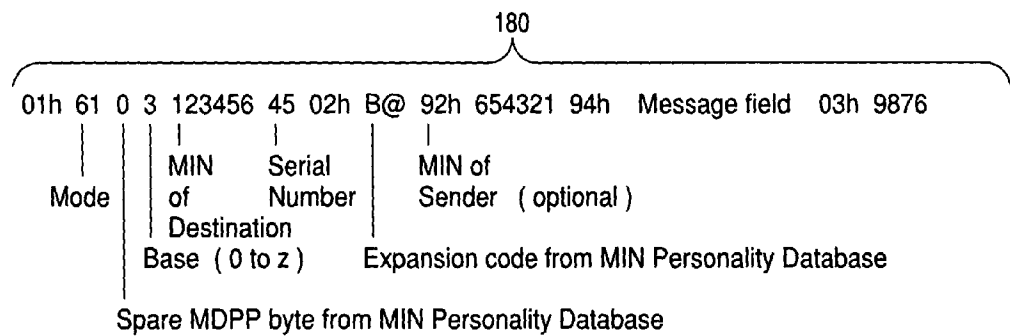 180
01h 61 0 3 123456 45 02h B@ 92h 654321 94h Message field 03h 9876
MIN Serial MIN of
Mode of Number Sender ( optional )
Destination
Base ( 0 to z ) Expansion code from MIN Personality Database
Spare MDPP byte from MIN Personality Database